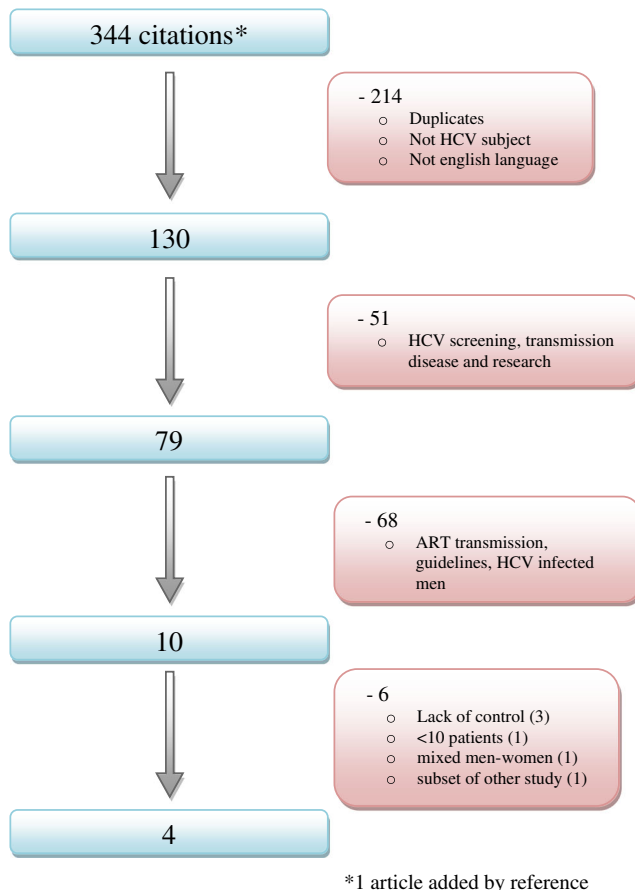 344 citations*
- 214
○ Duplicates
○ Not HCV subject
○ Not english language
130
- 51
○ HCV screening, transmission
disease and research
79
- 68
○ ART transmission,
guidelines, HCV infected
men
10
- 6
○ Lack of control (3)
○ <10 patients (1)
○ mixed men-women (1)
○ subset of other study (1)
4
*1 article added by reference